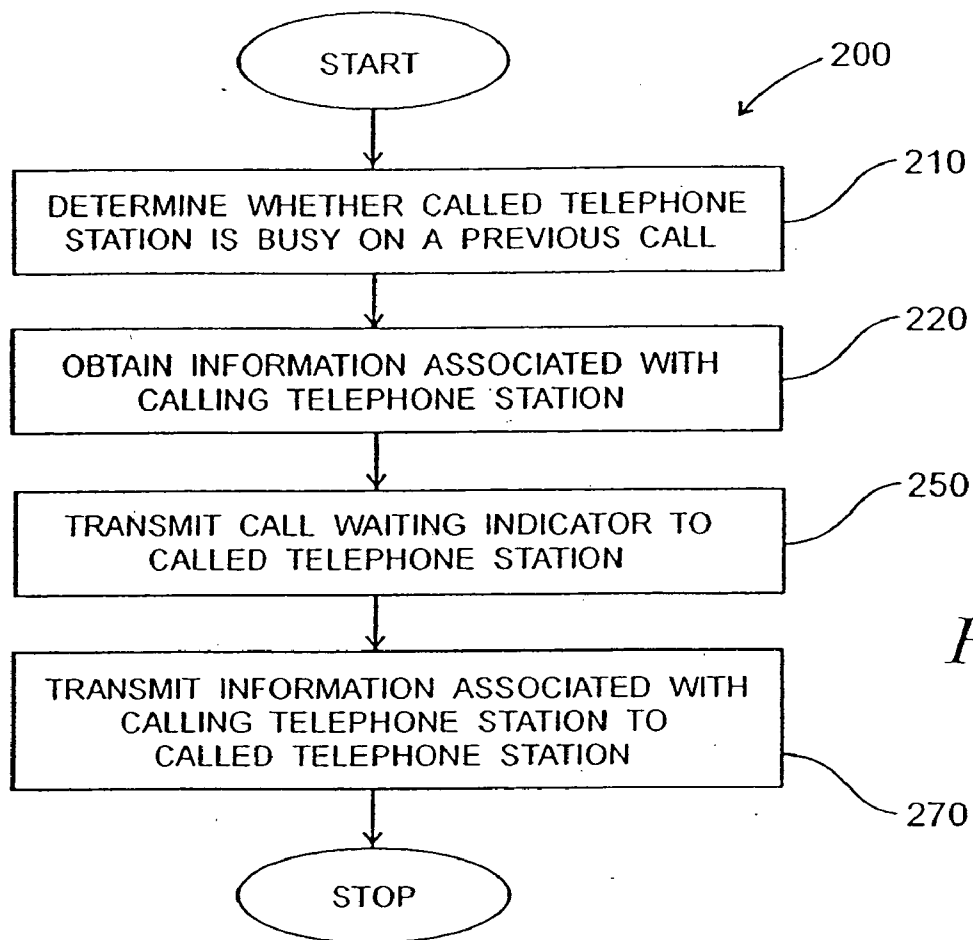 START
200
DETERMINE WHETHER CALLED TELEPHONE
STATION IS BUSY ON A PREVIOUS CALL
210
OBTAIN INFORMATION ASSOCIATED WITH
CALLING TELEPHONE STATION
220
TRANSMIT CALL WAITING INDICATOR TO
CALLED TELEPHONE STATION
250
TRANSMIT INFORMATION ASSOCIATED WITH
CALLING TELEPHONE STATION TO
CALLED TELEPHONE STATION
270
STOP